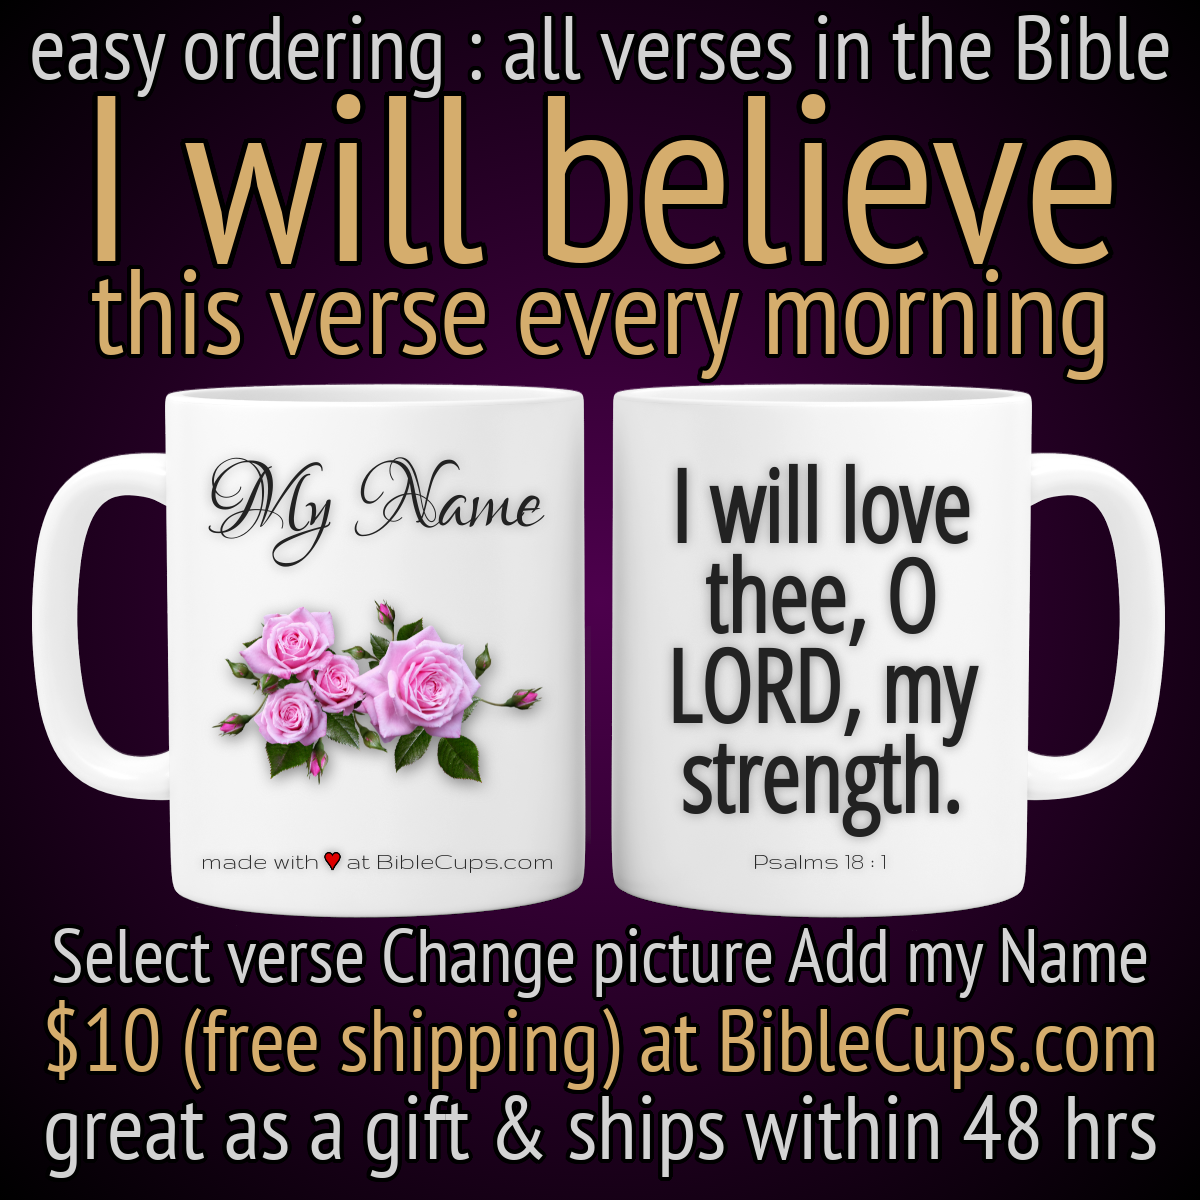 easy ordering : all verses in the Bible
I will believe
this verse every morning
My Name
made with ♥ at BibleCups.com
I will love
thee, O
LORD, my
strength.
Psalms 18 : 1
Select verse Change picture Add my Name
$10 (free shipping) at BibleCups.com
great as a gift & ships within 48 hrs